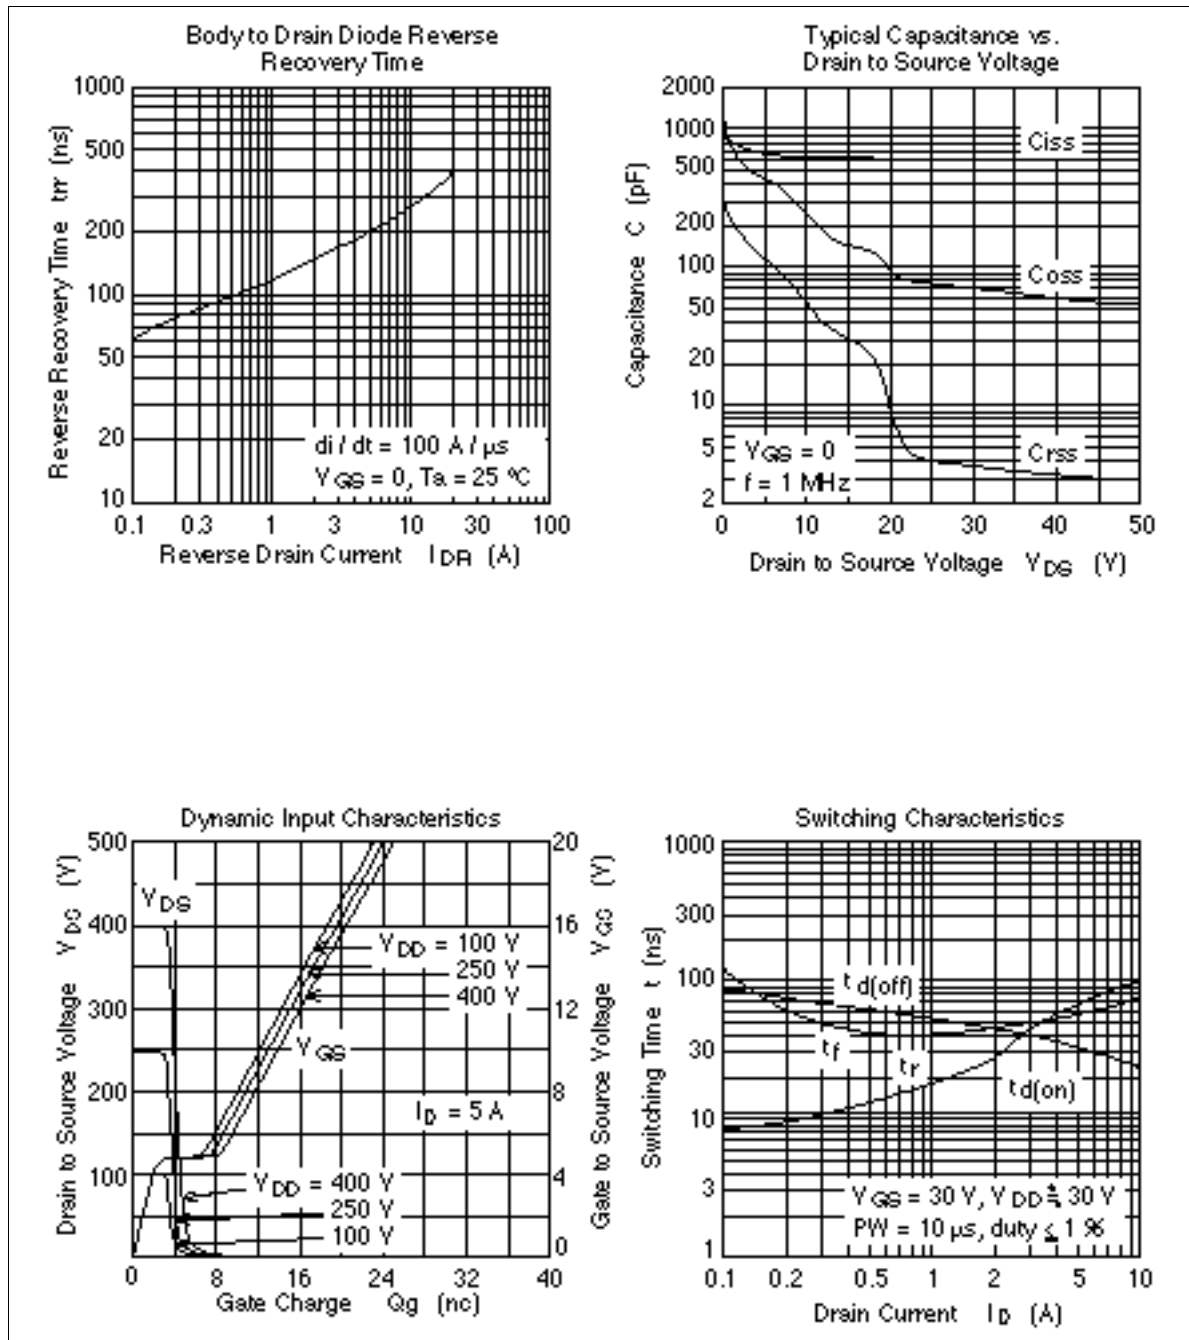 Body to Drain Diode Reverse
Recovery Time
1000
500
200
100
50
20
10
Reverse Recovery Time trr (ns)
di / dt = 100 A / µs
VGS = 0, Ta = 25 °C
0.1 0.3 1 3 10 30 100
Reverse Drain Current IDR (A)
Typical Capacitance vs.
Drain to Source Voltage
2000
1000
500
200
100
50
20
10
5
2
Capacitance C (pF)
Ciss
Coss
Crss
VGS = 0
f = 1 MHz
0 10 20 30 40 50
Drain to Source Voltage VDS (V)
Dynamic Input Characteristics
500
400
300
200
100
0
Drain to Source Voltage VDS (V)
20
16
12
8
4
0
Gate to Source Voltage VGS (V)
VDS
VDD = 100 V
250 V
400 V
VGS
ID = 5 A
VDD = 400 V
250 V
100 V
0 8 16 24 32 40
Gate Charge Qg (nc)
Switching Characteristics
1000
300
100
30
10
3
1
Switching Time t (ns)
td(off)
tf
tr
td(on)
VGS = 30 V, VDD ≒ 30 V
PW = 10 µs, duty ≤ 1 %
0.1 0.2 0.5 1 2 5 10
Drain Current ID (A)